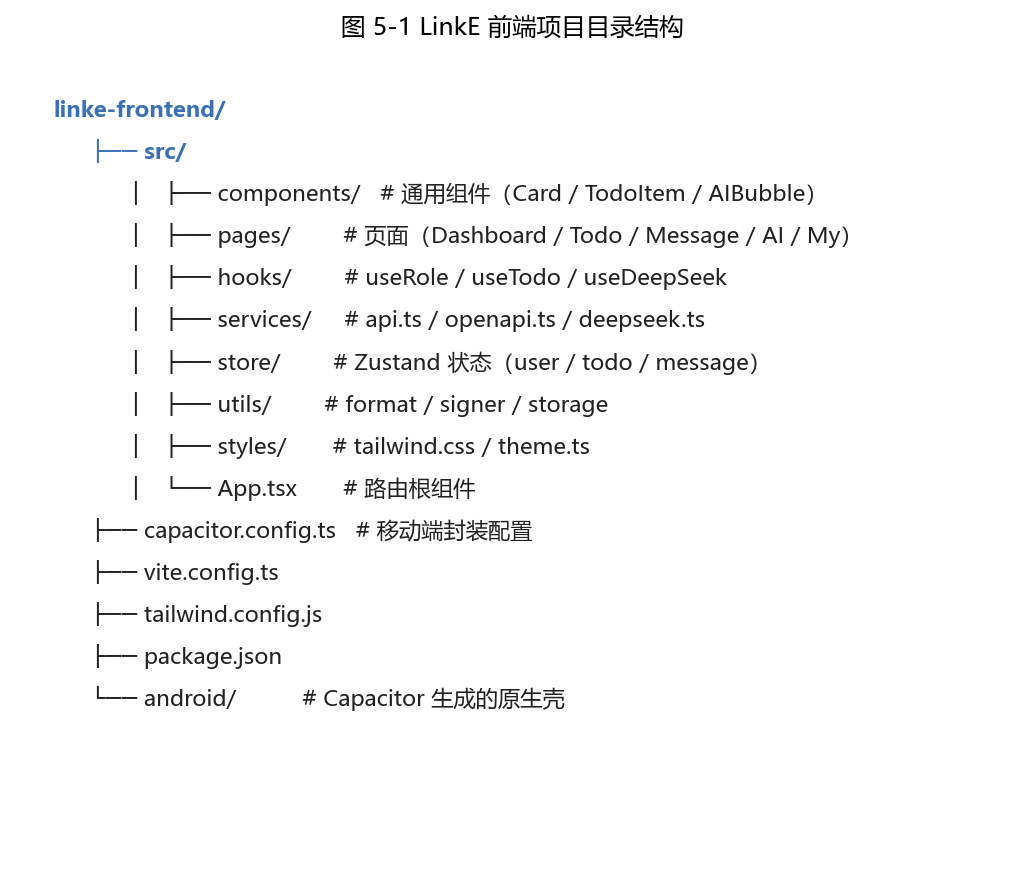 图 5-1 LinkE 前端项目目录结构
linke-frontend/
├── src/
│   ├── components/   # 通用组件（Card / TodoItem / AIBubble）
│   ├── pages/        # 页面（Dashboard / Todo / Message / AI / My）
│   ├── hooks/        # useRole / useTodo / useDeepSeek
│   ├── services/     # api.ts / openapi.ts / deepseek.ts
│   ├── store/        # Zustand 状态（user / todo / message）
│   ├── utils/        # format / signer / storage
│   ├── styles/       # tailwind.css / theme.ts
│   └── App.tsx       # 路由根组件
├── capacitor.config.ts   # 移动端封装配置
├── vite.config.ts
├── tailwind.config.js
├── package.json
└── android/          # Capacitor 生成的原生壳